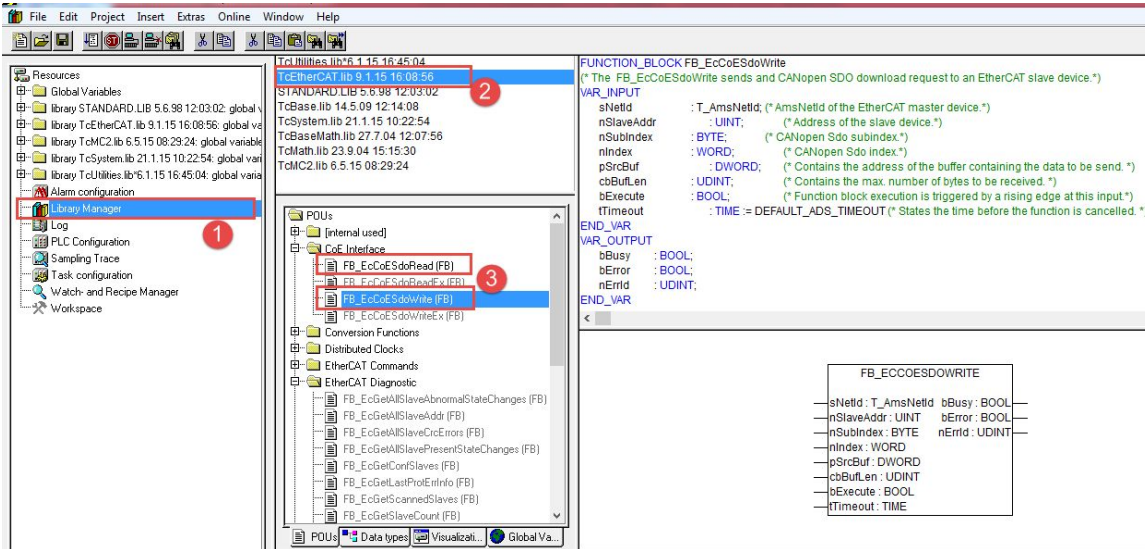 File Edit Project Insert Extras Online Window Help
Resources
Global Variables
library STANDARD.LIB 5.6.98 12:03:02: global v
library TcEtherCAT.lib 9.1.15 16:08:56: global va
library TcMC2.lib 6.5.15 08:29:24: global variable
library TcSystem.lib 21.1.15 10:22:54: global vari
library TcUtilities.lib*6.1.15 16:45:04: global varia
Alarm configuration
Library Manager
Log
1
PLC Configuration
Sampling Trace
Task configuration
Watch- and Recipe Manager
Workspace
TcUtilities.lib*6.1.15 16:45:04
TcEtherCAT.lib 9.1.15 16:08:56
STANDARD.LIB 5.6.98 12:03:02
2
TcBase.lib 14.5.09 12:14:08
TcSystem.lib 21.1.15 10:22:54
TcBaseMath.lib 27.7.04 12:07:56
TcMath.lib 23.9.04 15:15:30
TcMC2.lib 6.5.15 08:29:24
POUs
[internal used]
CoE Interface
FB_EcCoESdoRead (FB)
FB_EcCoESdoReadEx (FB)
3
FB_EcCoESdoWrite (FB)
FB_EcCoESdoWriteEx (FB)
Conversion Functions
Distributed Clocks
EtherCAT Commands
EtherCAT Diagnostic
FB_EcGetAllSlaveAbnormalStateChanges (FB)
FB_EcGetAllSlaveAddr (FB)
FB_EcGetAllSlaveCrcErrors (FB)
FB_EcGetAllSlavePresentStateChanges (FB)
FB_EcGetConfSlaves (FB)
FB_EcGetLastProtErrInfo (FB)
FB_EcGetScannedSlaves (FB)
FB_EcGetSlaveCount (FB)
POUs Data types Visualizati... Global Va...
FUNCTION_BLOCK FB_EcCoESdoWrite
(* The FB_EcCoESdoWrite sends and CANopen SDO download request to an EtherCAT slave device.*)
VAR_INPUT
sNetId : T_AmsNetId; (* AmsNetId of the EtherCAT master device.*)
nSlaveAddr : UINT; (* Address of the slave device.*)
nSubIndex : BYTE; (* CANopen Sdo subindex.*)
nIndex : WORD; (* CANopen Sdo index.*)
pSrcBuf : DWORD; (* Contains the address of the buffer containing the data to be send. *)
cbBufLen : UDINT; (* Contains the max. number of bytes to be received. *)
bExecute : BOOL; (* Function block execution is triggered by a rising edge at this input.*)
tTimeout : TIME := DEFAULT_ADS_TIMEOUT (* States the time before the function is cancelled. *
END_VAR
VAR_OUTPUT
bBusy : BOOL;
bError : BOOL;
nErrId : UDINT;
END_VAR
FB_ECCOESDOWRITE
sNetId : T_AmsNetId bBusy : BOOL
nSlaveAddr : UINT bError : BOOL
nSubIndex : BYTE nErrId : UDINT
nIndex : WORD
pSrcBuf : DWORD
cbBufLen : UDINT
bExecute : BOOL
tTimeout : TIME